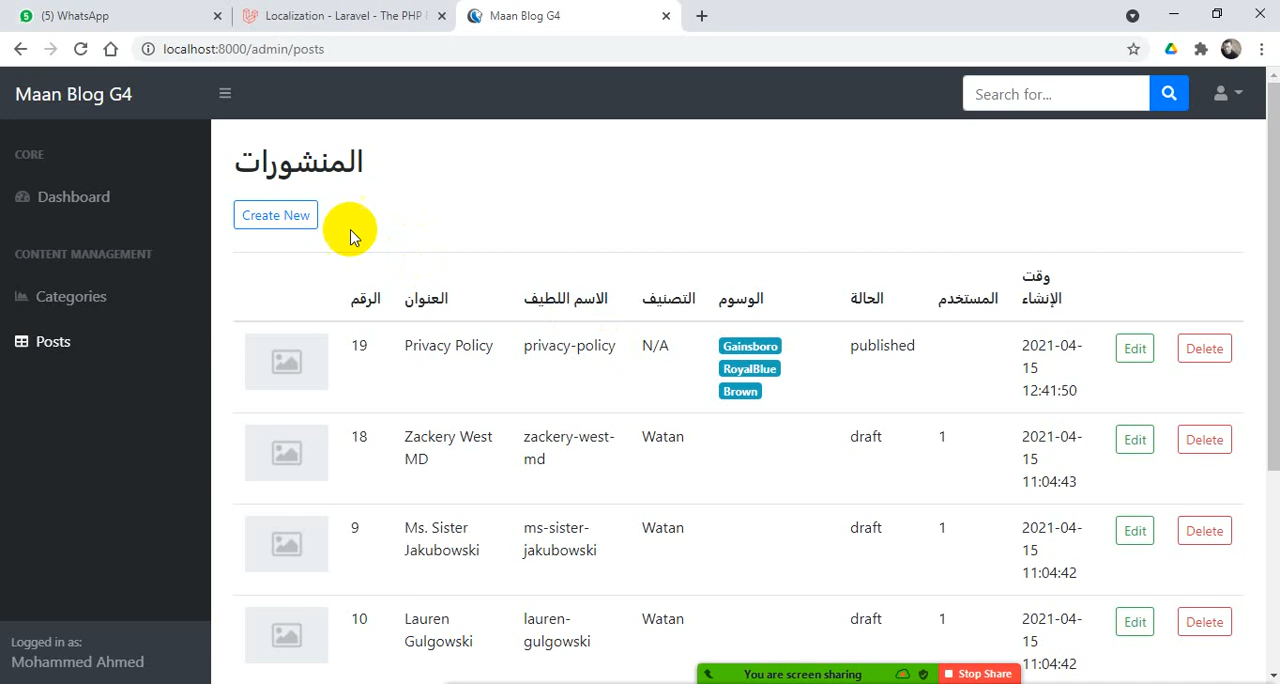 (5) WhatsApp
Localization - Laravel - The PHP
Maan Blog G4
localhost:8000/admin/posts
Maan Blog G4
Search for...
CORE
Dashboard
CONTENT MANAGEMENT
Categories
Posts
Logged in as:
Mohammed Ahmed
المنشورات
Create New
الرقم
العنوان
الاسم اللطيف
التصنيف
الوسوم
الحالة
المستخدم
وقت
الإنشاء
19
Privacy Policy
privacy-policy
N/A
Gainsboro
RoyalBlue
Brown
published
2021-04-
15
12:41:50
Edit
Delete
18
Zackery West
MD
zackery-west-
md
Watan
draft
1
2021-04-
15
11:04:43
Edit
Delete
9
Ms. Sister
Jakubowski
ms-sister-
jakubowski
Watan
draft
1
2021-04-
15
11:04:42
Edit
Delete
10
Lauren
Gulgowski
lauren-
gulgowski
Watan
draft
1
2021-04-
15
11:04:42
Edit
Delete
You are screen sharing
Stop Share